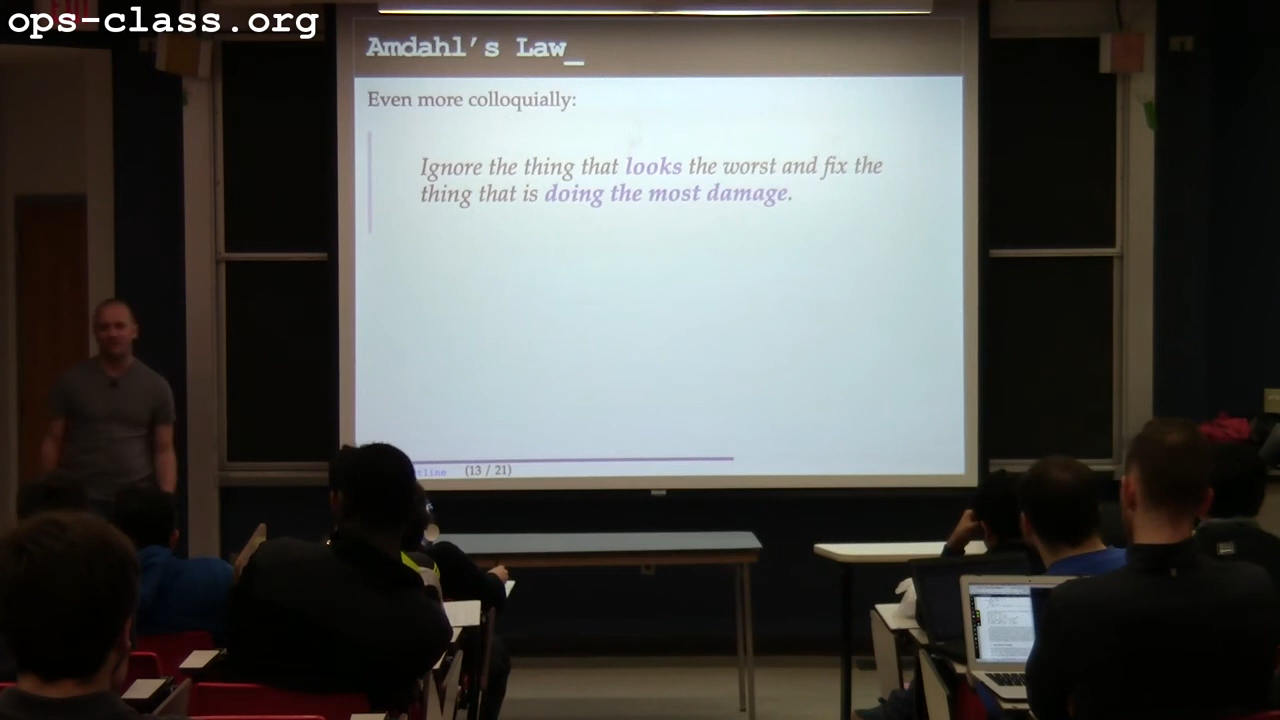 ops-class.org
Amdahl's Law_
Even more colloquially:
Ignore the thing that looks the worst and fix the
thing that is doing the most damage.
(13 / 21)